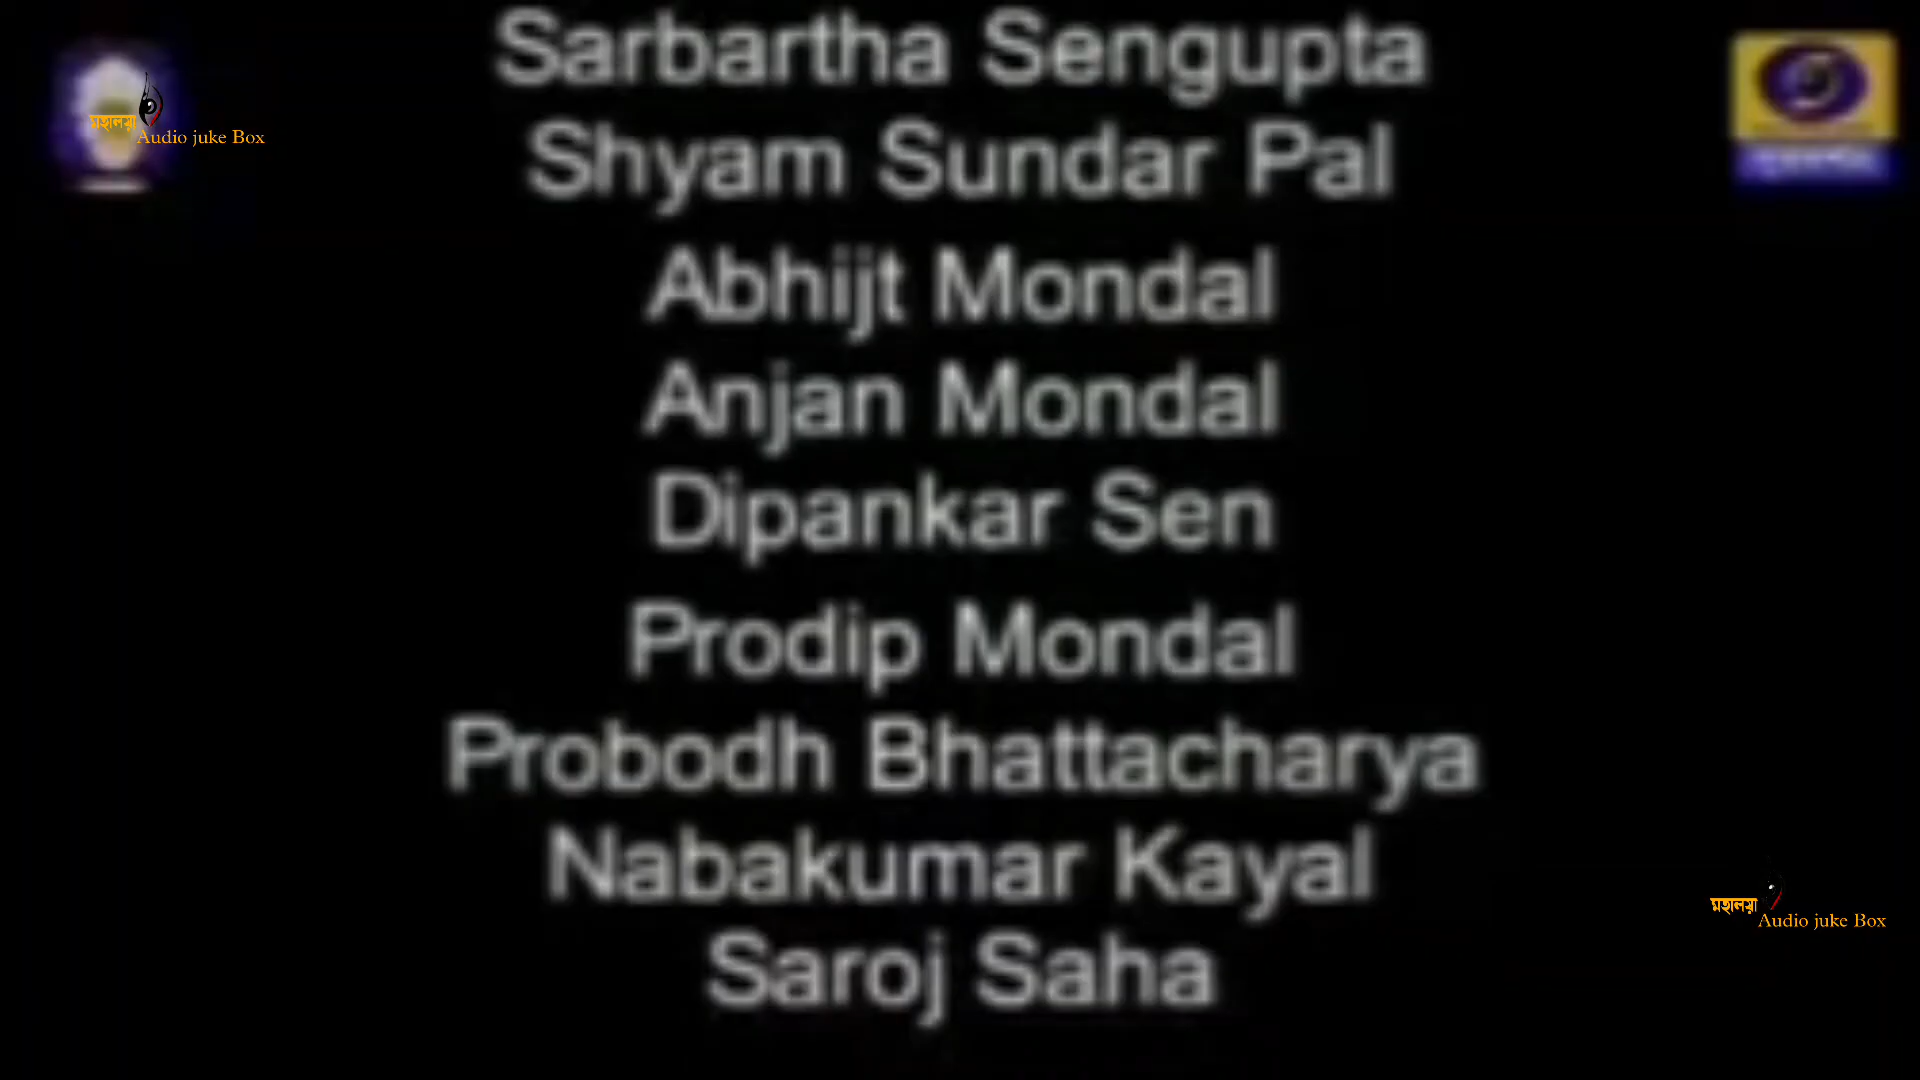 Sarbartha Sengupta
Shyam Sundar Pal
মহালয়া
Audio juke Box
Abhijt Mondal
Anjan Mondal
Dipankar Sen
Prodip Mondal
Probodh Bhattacharya
Nabakumar Kayal
মহালয়া
Audio juke Box
Saroj Saha